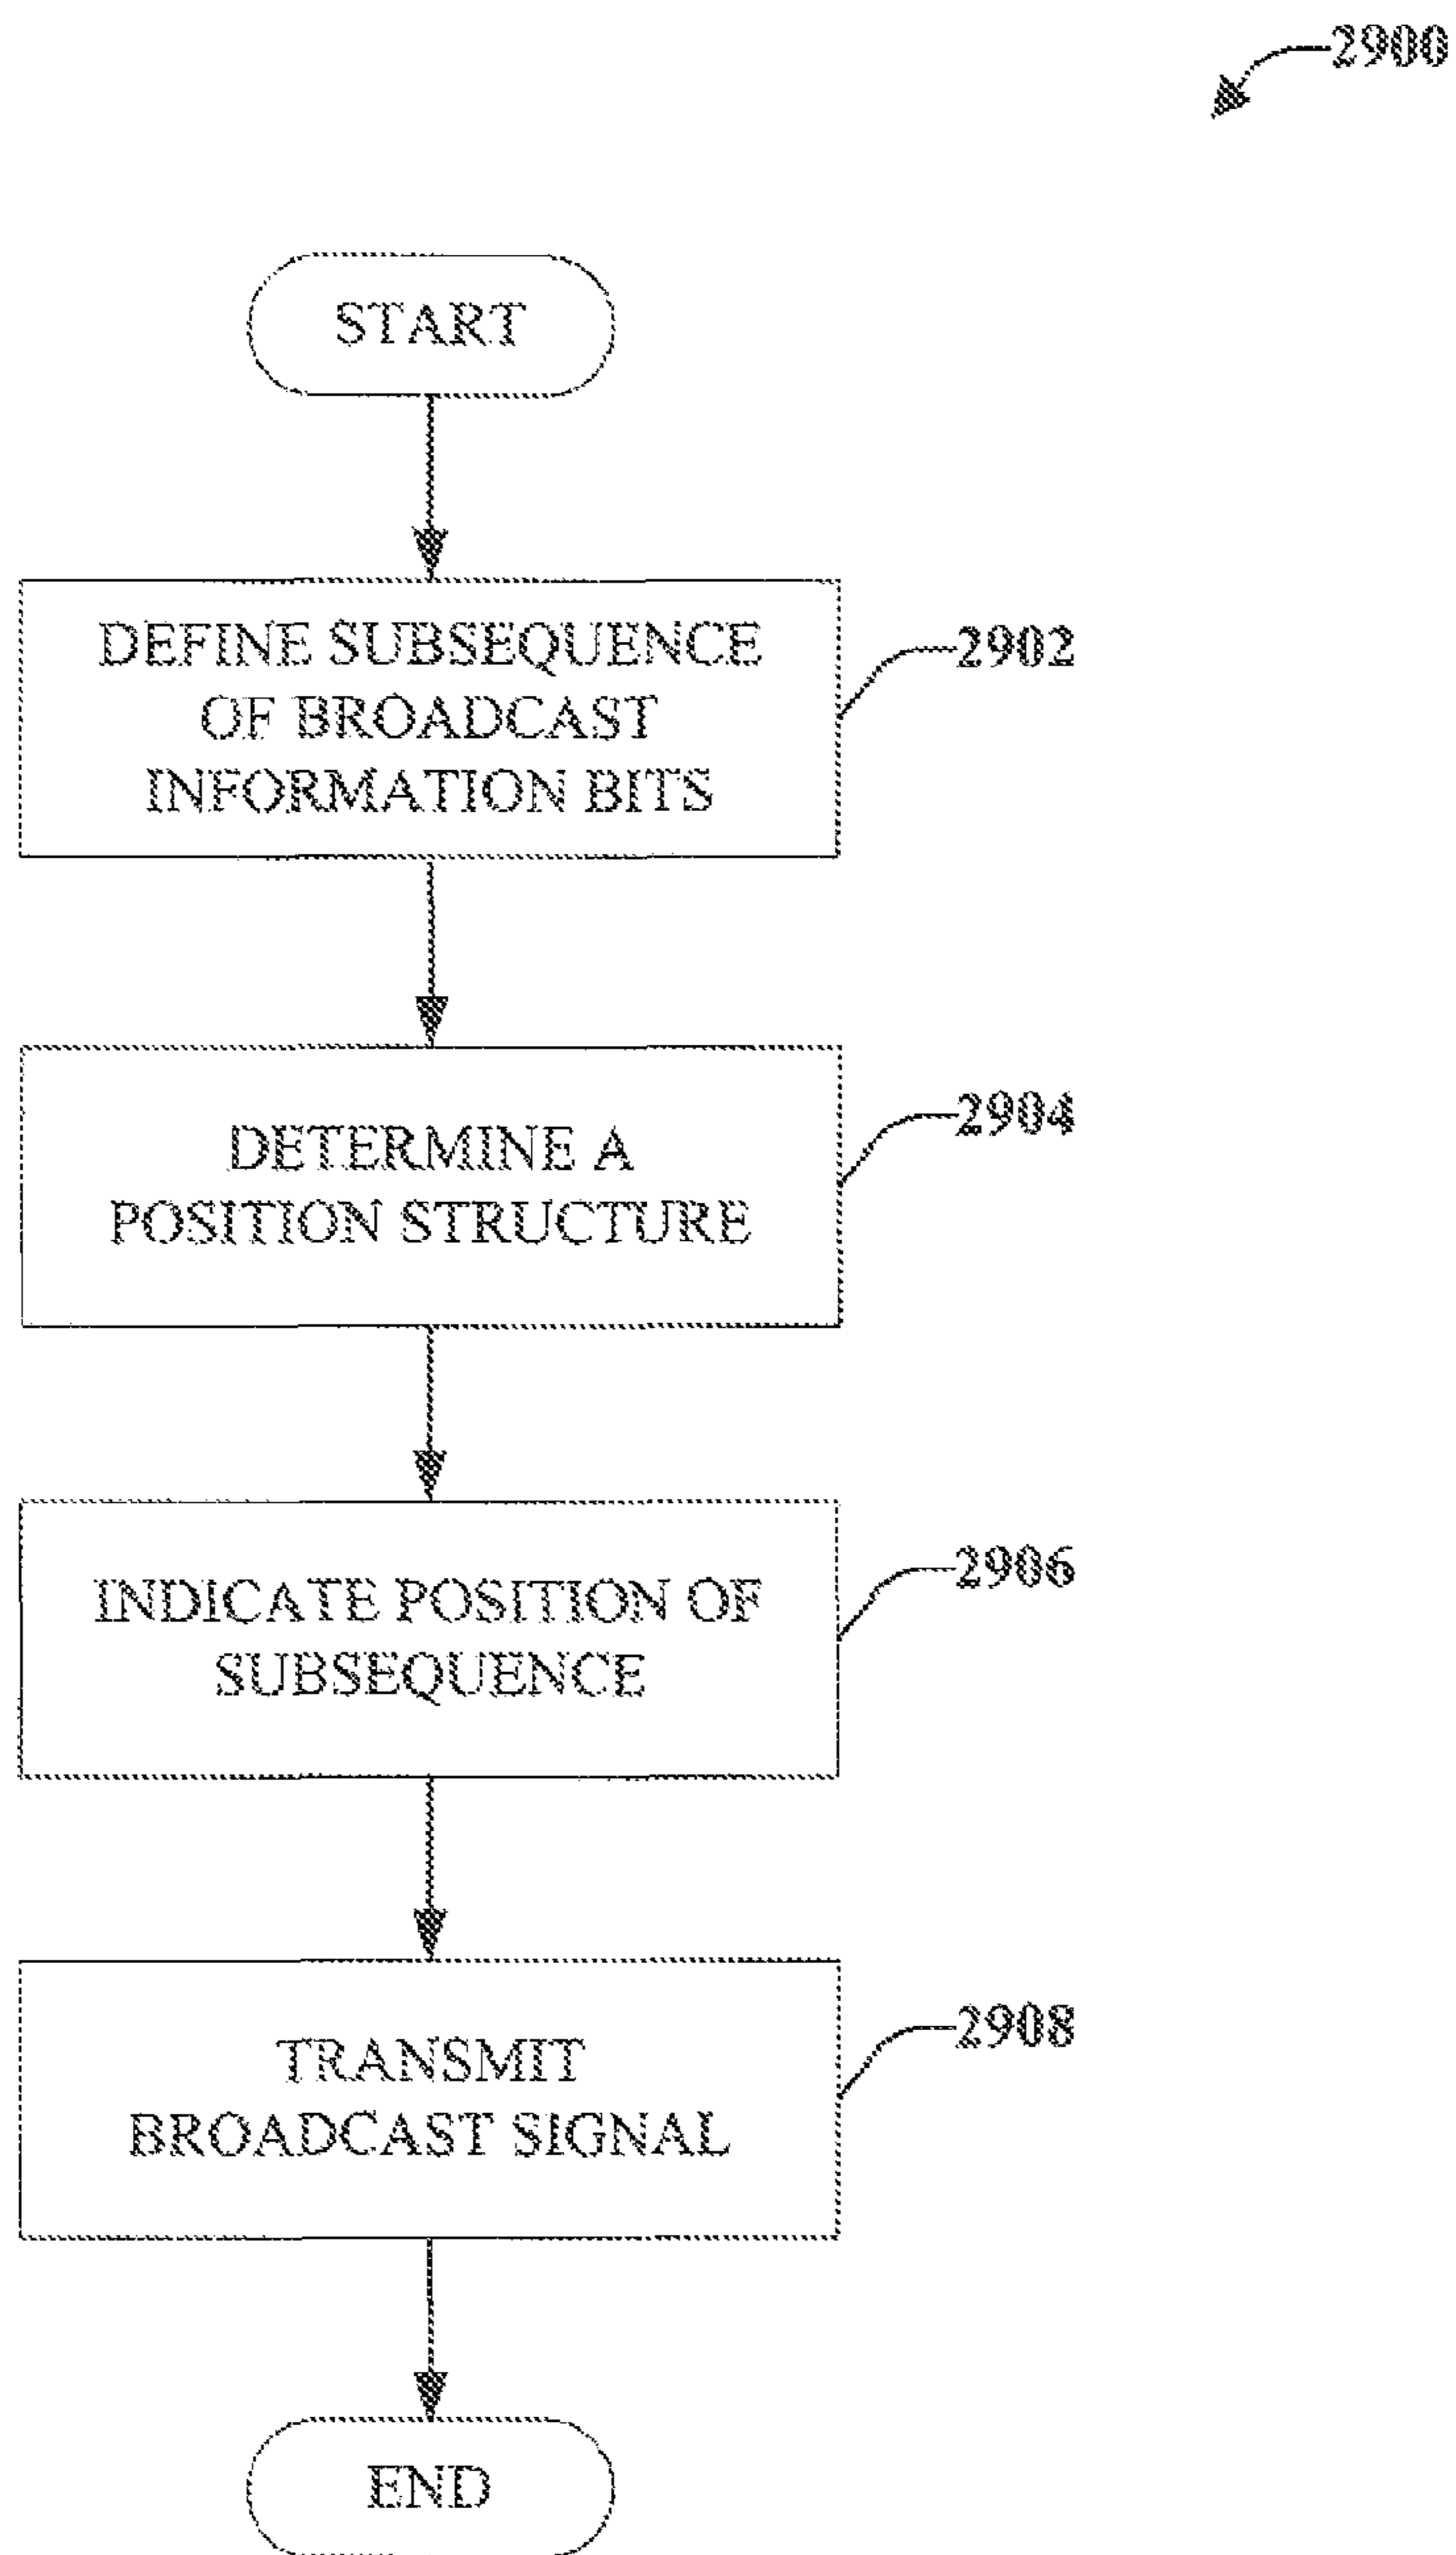 2900
START
DEFINE SUBSEQUENCE
OF BROADCAST
INFORMATION BITS
2902
DETERMINE A
POSITION STRUCTURE
2904
INDICATE POSITION OF
SUBSEQUENCE
2906
TRANSMIT
BROADCAST SIGNAL
2908
END